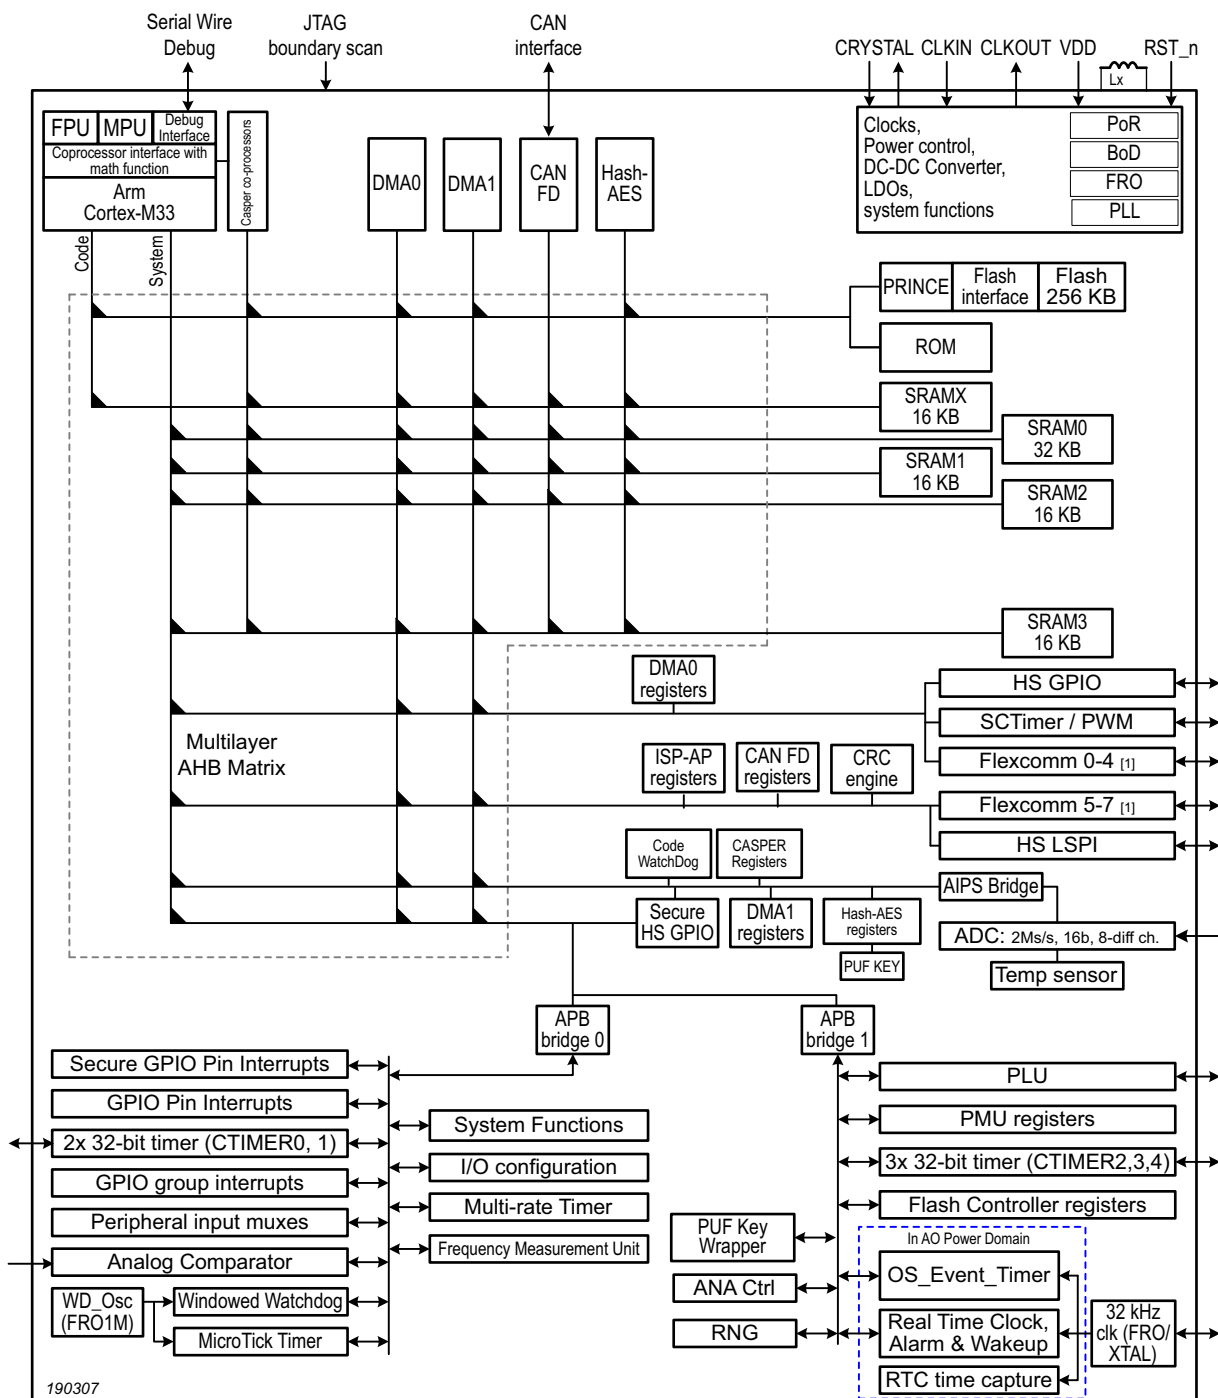 Serial Wire
Debug
JTAG
boundary scan
CAN
interface
CRYSTAL
CLKIN
CLKOUT
VDD
RST_n
Lx
FPU
MPU
Debug
Interface
Coprocessor interface with
math function
Arm
Cortex-M33
Casper co-processors
DMA0
DMA1
CAN
FD
Hash-
AES
Clocks,
Power control,
DC-DC Converter,
LDOs,
system functions
PoR
BoD
FRO
PLL
Code
System
PRINCE
Flash
interface
Flash
256 KB
ROM
SRAMX
16 KB
SRAM0
32 KB
SRAM1
16 KB
SRAM2
16 KB
SRAM3
16 KB
DMA0
registers
HS GPIO
SCTimer / PWM
Flexcomm 0-4 [1]
Multilayer
AHB Matrix
ISP-AP
registers
CAN FD
registers
CRC
engine
Flexcomm 5-7 [1]
HS LSPI
Code
WatchDog
CASPER
Registers
AIPS Bridge
Secure
HS GPIO
DMA1
registers
Hash-AES
registers
PUF KEY
ADC: 2Ms/s, 16b, 8-diff ch.
Temp sensor
APB
bridge 0
APB
bridge 1
Secure GPIO Pin Interrupts
GPIO Pin Interrupts
2x 32-bit timer (CTIMER0, 1)
GPIO group interrupts
Peripheral input muxes
Analog Comparator
WD_Osc
(FRO1M)
Windowed Watchdog
MicroTick Timer
System Functions
I/O configuration
Multi-rate Timer
Frequency Measurement Unit
PLU
PMU registers
3x 32-bit timer (CTIMER2,3,4)
Flash Controller registers
PUF Key
Wrapper
ANA Ctrl
RNG
In AO Power Domain
OS_Event_Timer
Real Time Clock,
Alarm & Wakeup
RTC time capture
32 kHz
clk (FRO/
XTAL)
190307